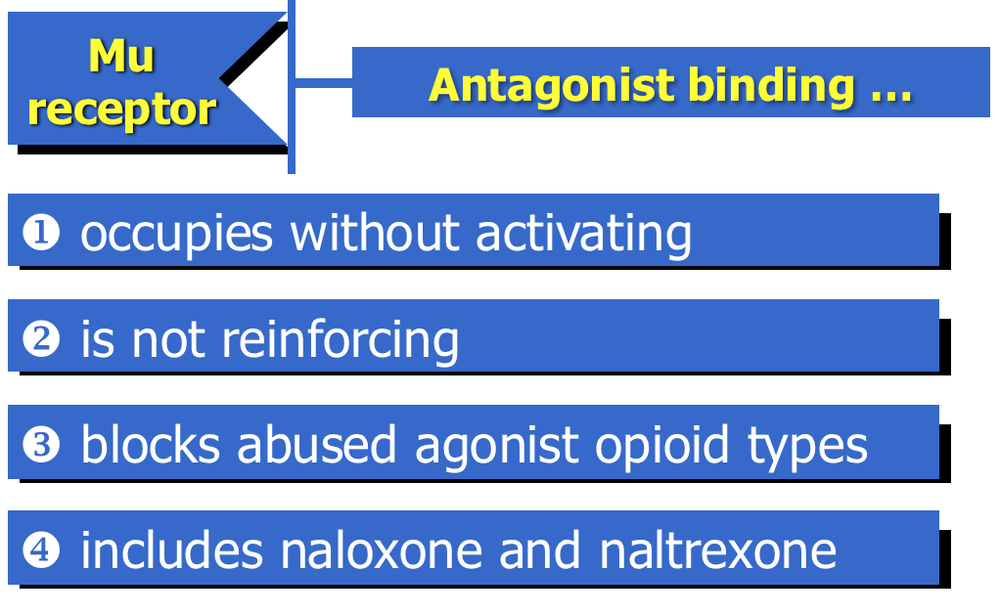 Mu
receptor
Antagonist binding ...
❶ occupies without activating
❷ is not reinforcing
❸ blocks abused agonist opioid types
❹ includes naloxone and naltrexone